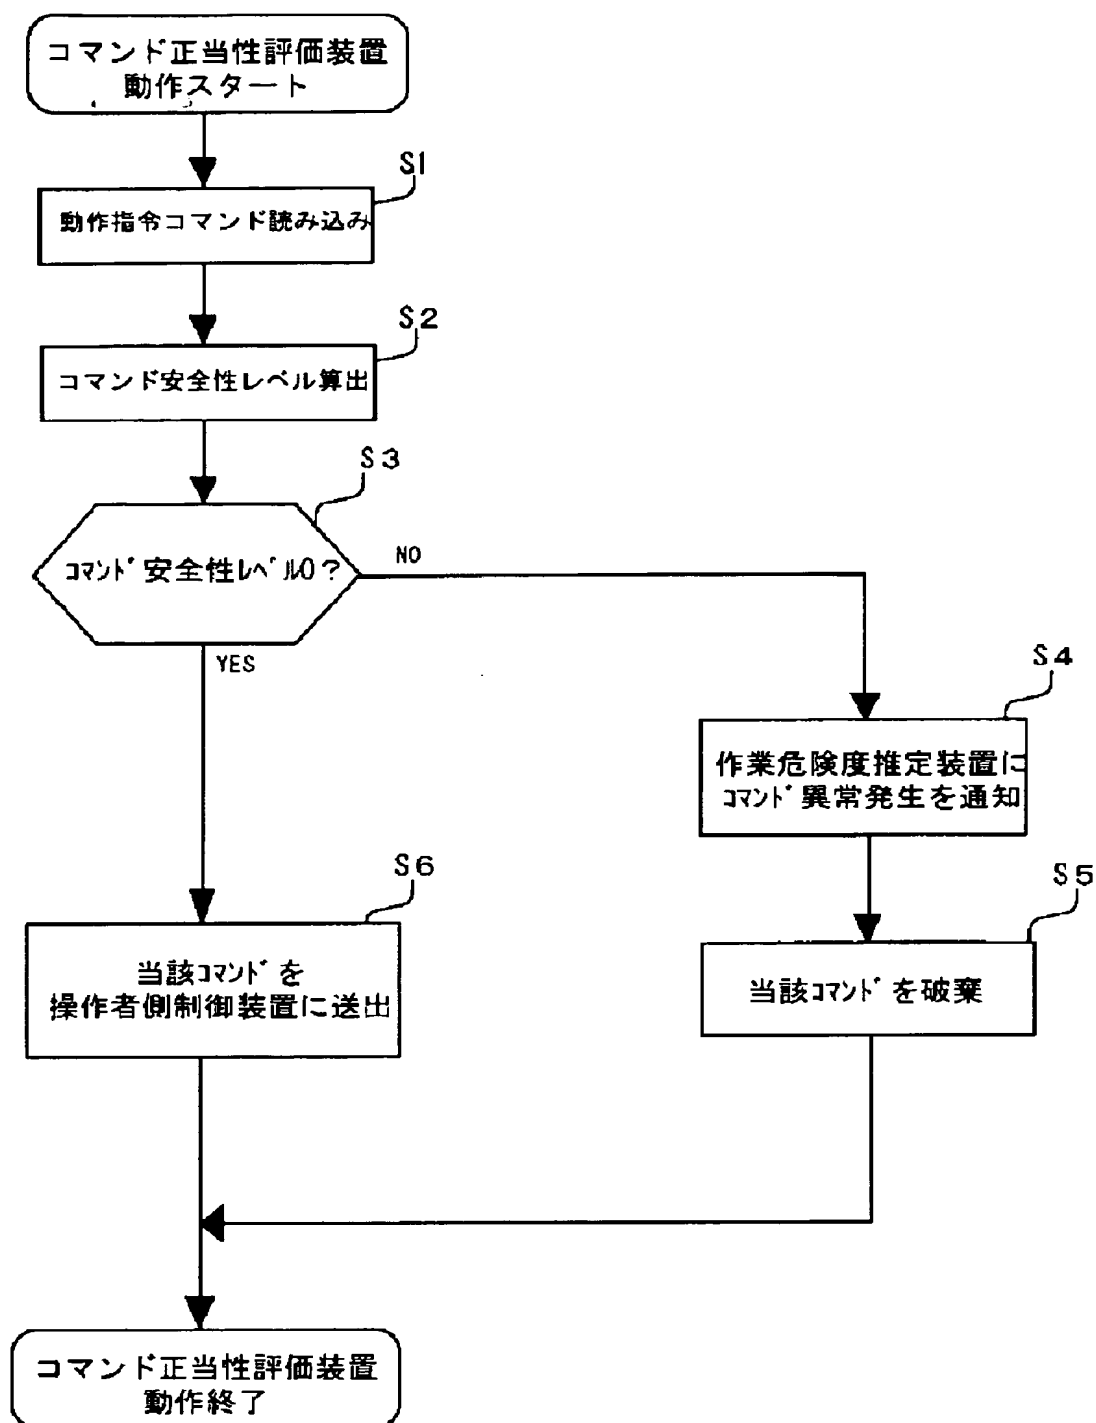 コマンド正当性評価装置
動作スタート
S1
動作指令コマンド読み込み
S2
コマンド安全性レベル算出
S3
コマンド安全性レベル0?
NO
YES
S4
作業危険度推定装置に
コマンド異常発生を通知
S6
S5
当該コマンドを
操作者側制御装置に送出
当該コマンドを破棄
コマンド正当性評価装置
動作終了